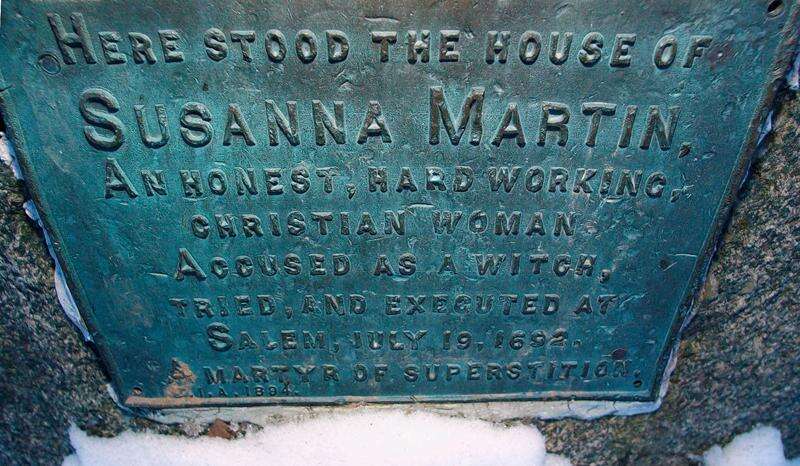 HERE STOOD THE HOUSE OF
SUSANNA MARTIN,
AN HONEST, HARD WORKING,
CHRISTIAN WOMAN.
ACCUSED AS A WITCH,
TRIED, AND EXECUTED AT
SALEM, JULY 19, 1692.
A MARTYR OF SUPERSTITION.
T.I.A. 1894.